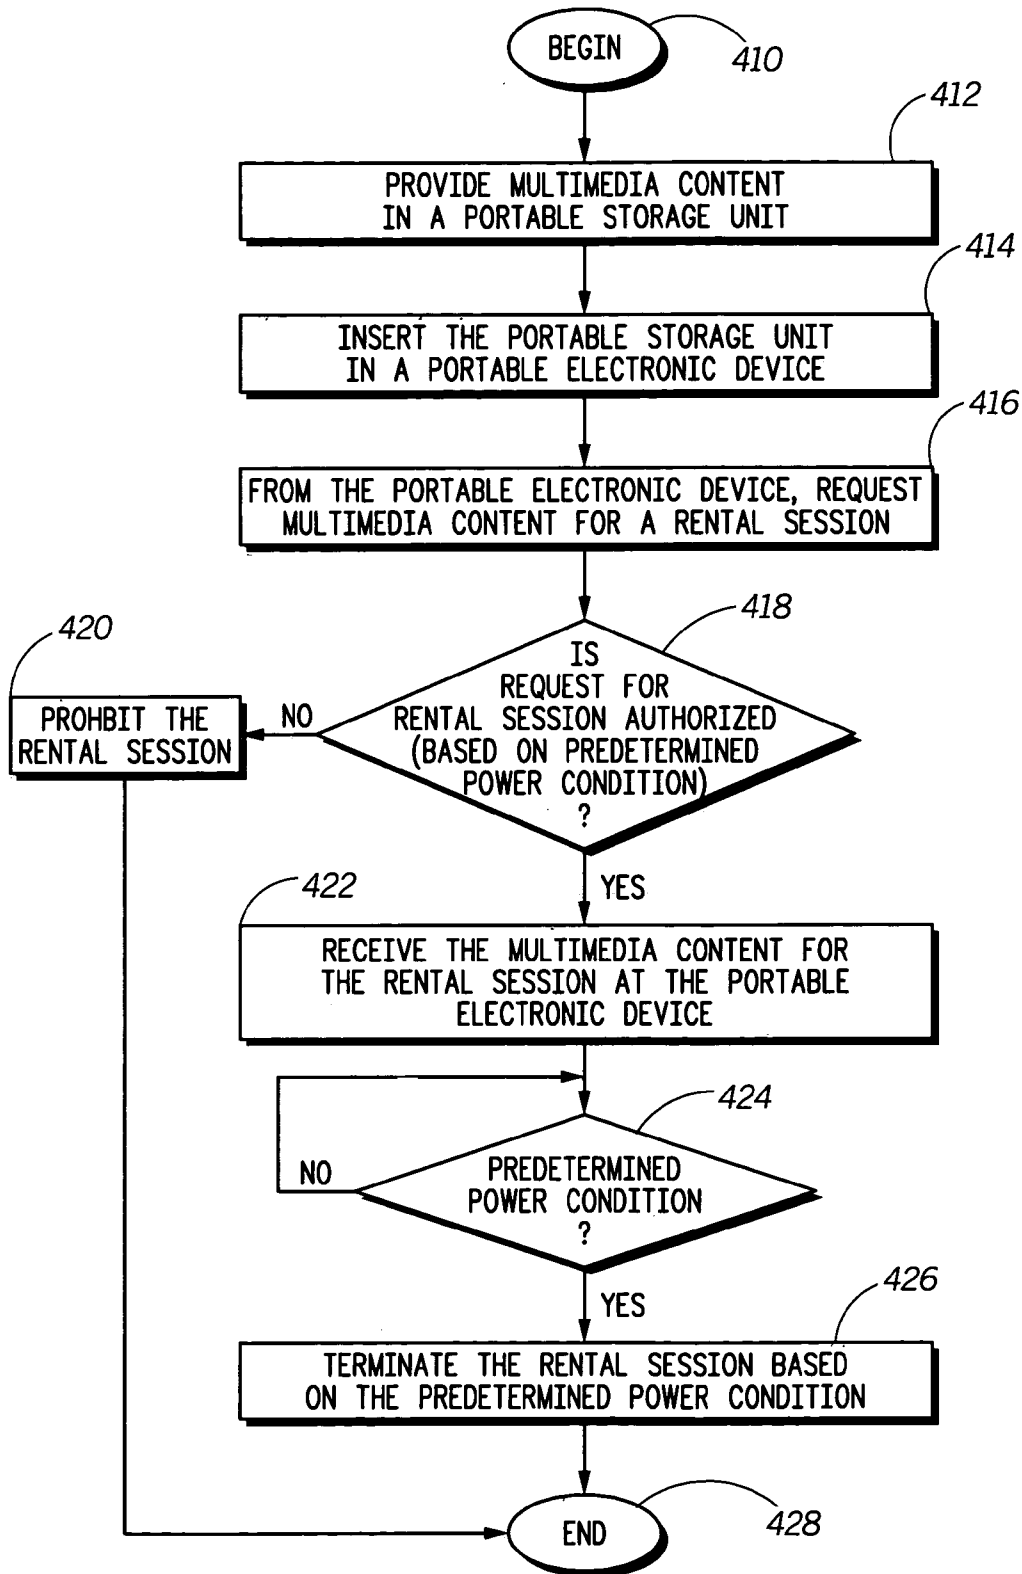 BEGIN
410
412
PROVIDE MULTIMEDIA CONTENT
IN A PORTABLE STORAGE UNIT
414
INSERT THE PORTABLE STORAGE UNIT
IN A PORTABLE ELECTRONIC DEVICE
416
FROM THE PORTABLE ELECTRONIC DEVICE, REQUEST
MULTIMEDIA CONTENT FOR A RENTAL SESSION
418
IS
REQUEST FOR
RENTAL SESSION AUTHORIZED
(BASED ON PREDETERMINED
POWER CONDITION)
?
NO
420
PROHBIT THE
RENTAL SESSION
YES
422
RECEIVE THE MULTIMEDIA CONTENT FOR
THE RENTAL SESSION AT THE PORTABLE
ELECTRONIC DEVICE
424
PREDETERMINED
POWER CONDITION
?
NO
YES
426
TERMINATE THE RENTAL SESSION BASED
ON THE PREDETERMINED POWER CONDITION
END
428